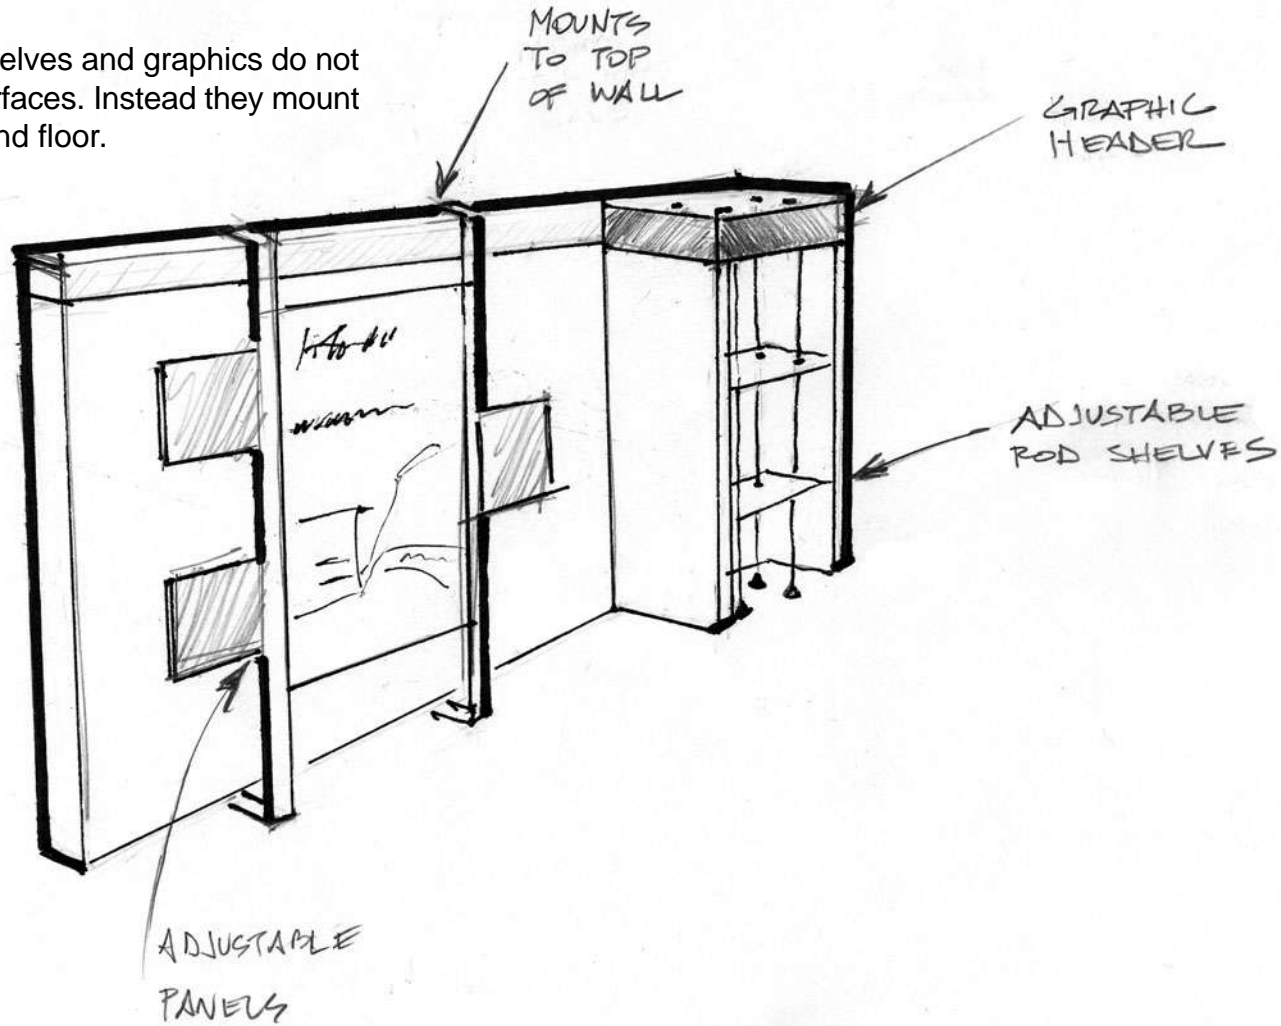 elves and graphics do not
rfaces. Instead they mount
nd floor.
MOUNTS
TO TOP
OF WALL
GRAPHIC
HEADER
ADJUSTABLE
ROD SHELVES
ADJUSTABLE
PANELS